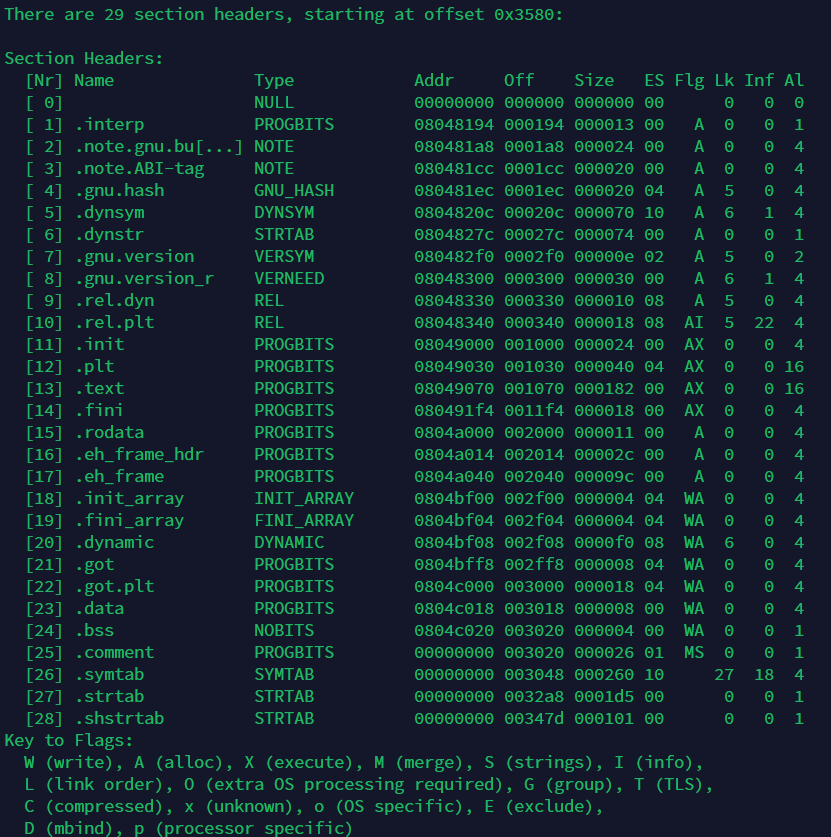 There are 29 section headers, starting at offset 0x3580:

Section Headers:
  [Nr] Name              Type            Addr     Off    Size   ES Flg Lk Inf Al
  [ 0]                   NULL            00000000 000000 000000 00      0   0  0
  [ 1] .interp           PROGBITS        08048194 000194 000013 00   A  0   0  1
  [ 2] .note.gnu.bu[...] NOTE            080481a8 0001a8 000024 00   A  0   0  4
  [ 3] .note.ABI-tag     NOTE            080481cc 0001cc 000020 00   A  0   0  4
  [ 4] .gnu.hash         GNU_HASH        080481ec 0001ec 000020 04   A  5   0  4
  [ 5] .dynsym           DYNSYM          0804820c 00020c 000070 10   A  6   1  4
  [ 6] .dynstr           STRTAB          0804827c 00027c 000074 00   A  0   0  1
  [ 7] .gnu.version      VERSYM          080482f0 0002f0 00000e 02   A  5   0  2
  [ 8] .gnu.version_r    VERNEED         08048300 000300 000030 00   A  6   1  4
  [ 9] .rel.dyn          REL             08048330 000330 000010 08   A  5   0  4
  [10] .rel.plt          REL             08048340 000340 000018 08  AI  5  22  4
  [11] .init             PROGBITS        08049000 001000 000024 00  AX  0   0  4
  [12] .plt              PROGBITS        08049030 001030 000040 04  AX  0   0 16
  [13] .text             PROGBITS        08049070 001070 000182 00  AX  0   0 16
  [14] .fini             PROGBITS        080491f4 0011f4 000018 00  AX  0   0  4
  [15] .rodata           PROGBITS        0804a000 002000 000011 00   A  0   0  4
  [16] .eh_frame_hdr     PROGBITS        0804a014 002014 00002c 00   A  0   0  4
  [17] .eh_frame         PROGBITS        0804a040 002040 00009c 00   A  0   0  4
  [18] .init_array       INIT_ARRAY      0804bf00 002f00 000004 04  WA  0   0  4
  [19] .fini_array       FINI_ARRAY      0804bf04 002f04 000004 04  WA  0   0  4
  [20] .dynamic          DYNAMIC         0804bf08 002f08 0000f0 08  WA  6   0  4
  [21] .got              PROGBITS        0804bff8 002ff8 000008 04  WA  0   0  4
  [22] .got.plt          PROGBITS        0804c000 003000 000018 04  WA  0   0  4
  [23] .data             PROGBITS        0804c018 003018 000008 00  WA  0   0  4
  [24] .bss              NOBITS          0804c020 003020 000004 00  WA  0   0  1
  [25] .comment          PROGBITS        00000000 003020 000026 01  MS  0   0  1
  [26] .symtab           SYMTAB          00000000 003048 000260 10     27  18  4
  [27] .strtab           STRTAB          00000000 0032a8 0001d5 00      0   0  1
  [28] .shstrtab         STRTAB          00000000 00347d 000101 00      0   0  1
Key to Flags:
  W (write), A (alloc), X (execute), M (merge), S (strings), I (info),
  L (link order), O (extra OS processing required), G (group), T (TLS),
  C (compressed), x (unknown), o (OS specific), E (exclude),
  D (mbind), p (processor specific)